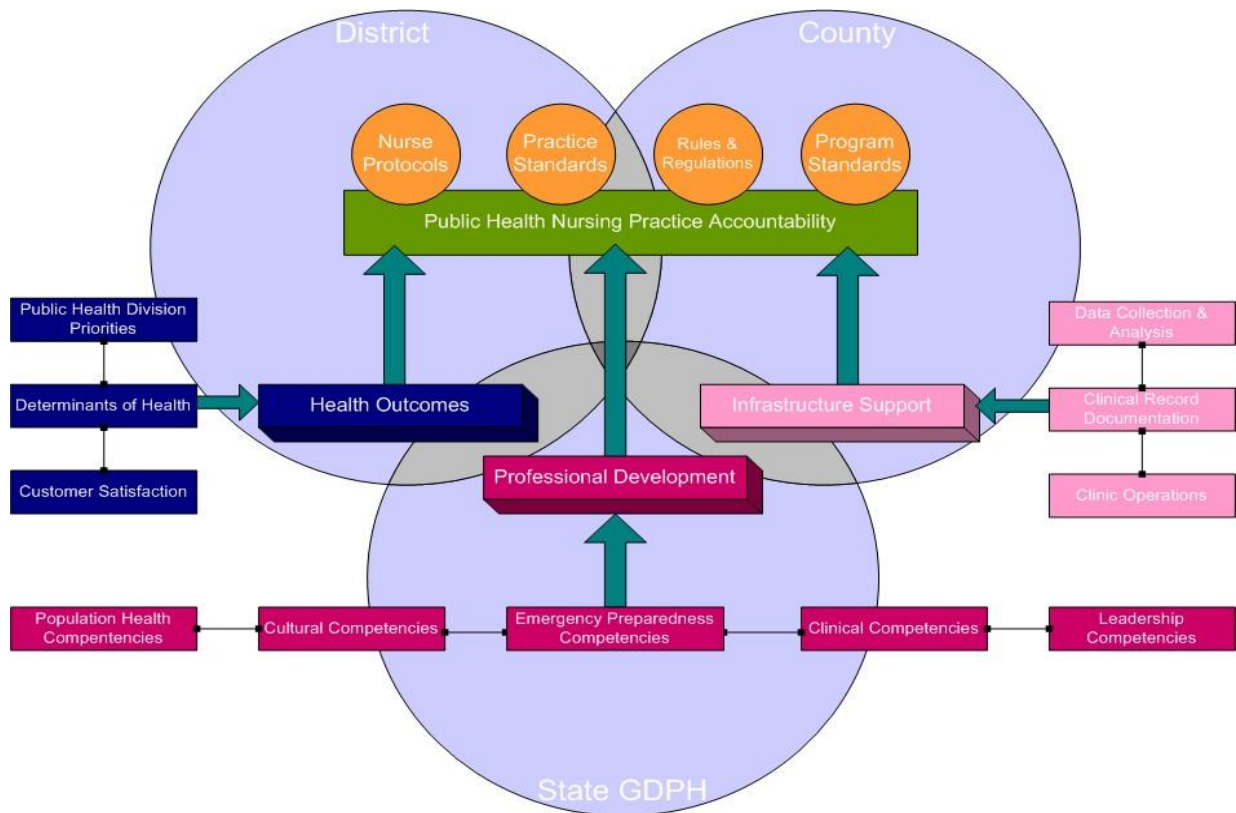 District
County
Nurse
Protocols
Practice
Standards
Rules &
Regulations
Program
Standards
Public Health Nursing Practice Accountability
Public Health Division
Priorities
Determinants of Health
Customer Satisfaction
Health Outcomes
Infrastructure Support
Data Collection &
Analysis
Clinical Record
Documentation
Clinic Operations
Professional Development
Population Health
Compentencies
Cultural Competencies
Emergency Preparedness
Competencies
Clinical Competencies
Leadership
Competencies
State GDPH